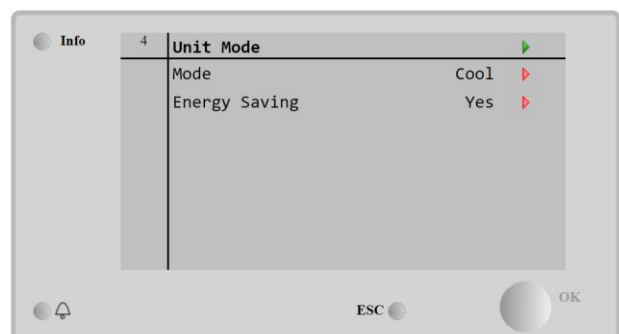 Info
4 Unit Mode
Mode Cool
Energy Saving Yes
ESC
OK